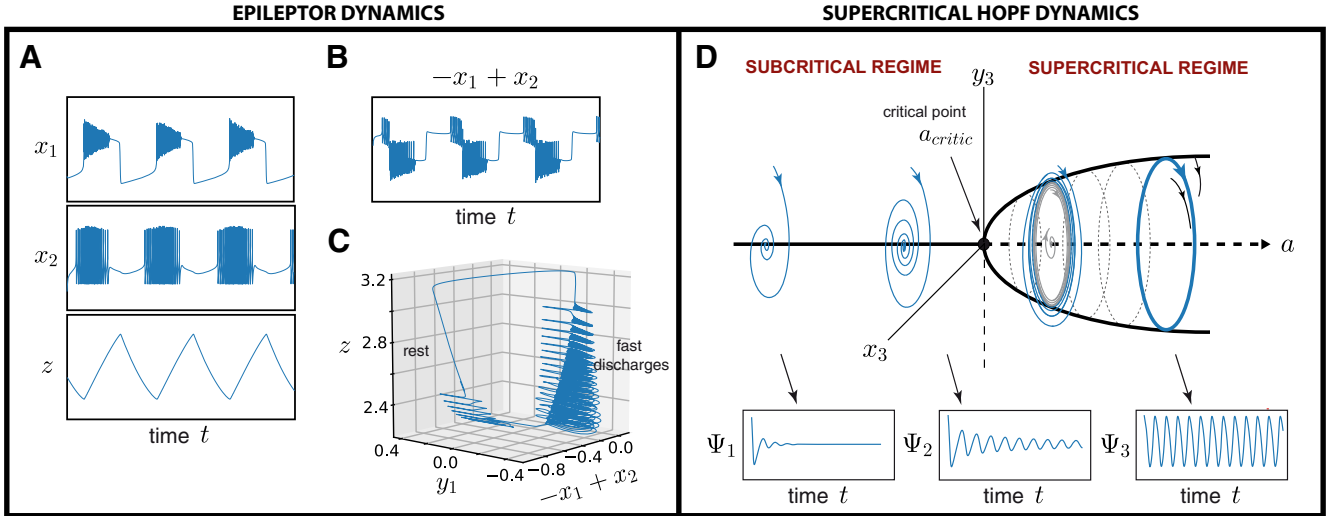 EPILEPTOR DYNAMICS
A
x1
x2
z
time t
B
−x1 + x2
time t
C
3.2
2.8
2.4
z
rest
fast
discharges
0.4
0.0
−0.4
y1
−0.8
−0.4
0.0
−x1 + x2
SUPERCRITICAL HOPF DYNAMICS
D
SUBCRITICAL REGIME
y3
SUPERCRITICAL REGIME
critical point
acritic
a
x3
Ψ1
time t
Ψ2
time t
Ψ3
time t